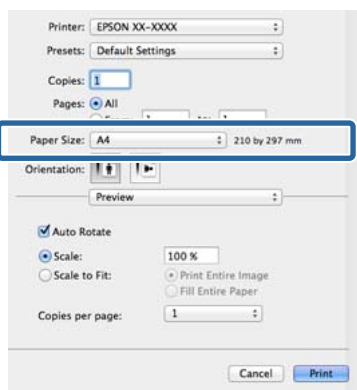 Printer: EPSON XX-XXXX
Presets: Default Settings
Copies: 1
Pages: All
Paper Size: A4 210 by 297 mm
Orientation:
Preview
Auto Rotate
Scale: 100 %
Scale to Fit: Print Entire Image
Fill Entire Paper
Copies per page: 1
Cancel Print